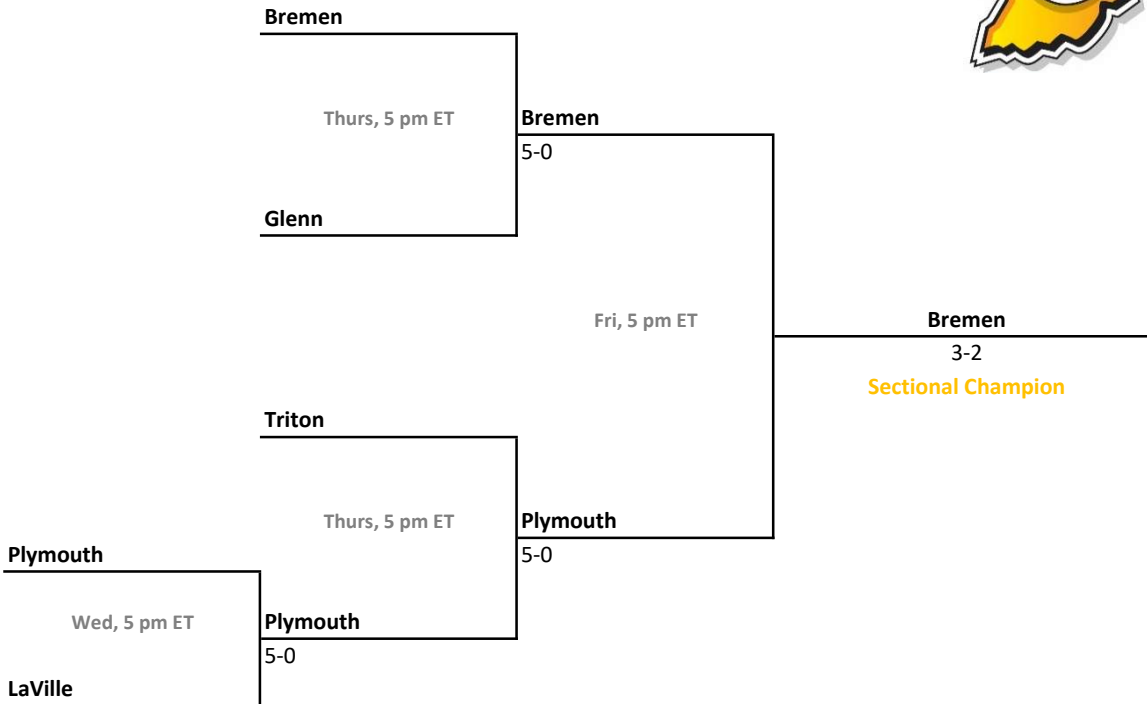 Bremen
Thurs, 5 pm ET
Bremen
5-0
Glenn
Fri, 5 pm ET
Bremen
3-2
Sectional Champion
Triton
Thurs, 5 pm ET
Plymouth
5-0
Plymouth
Wed, 5 pm ET
Plymouth
5-0
LaVille